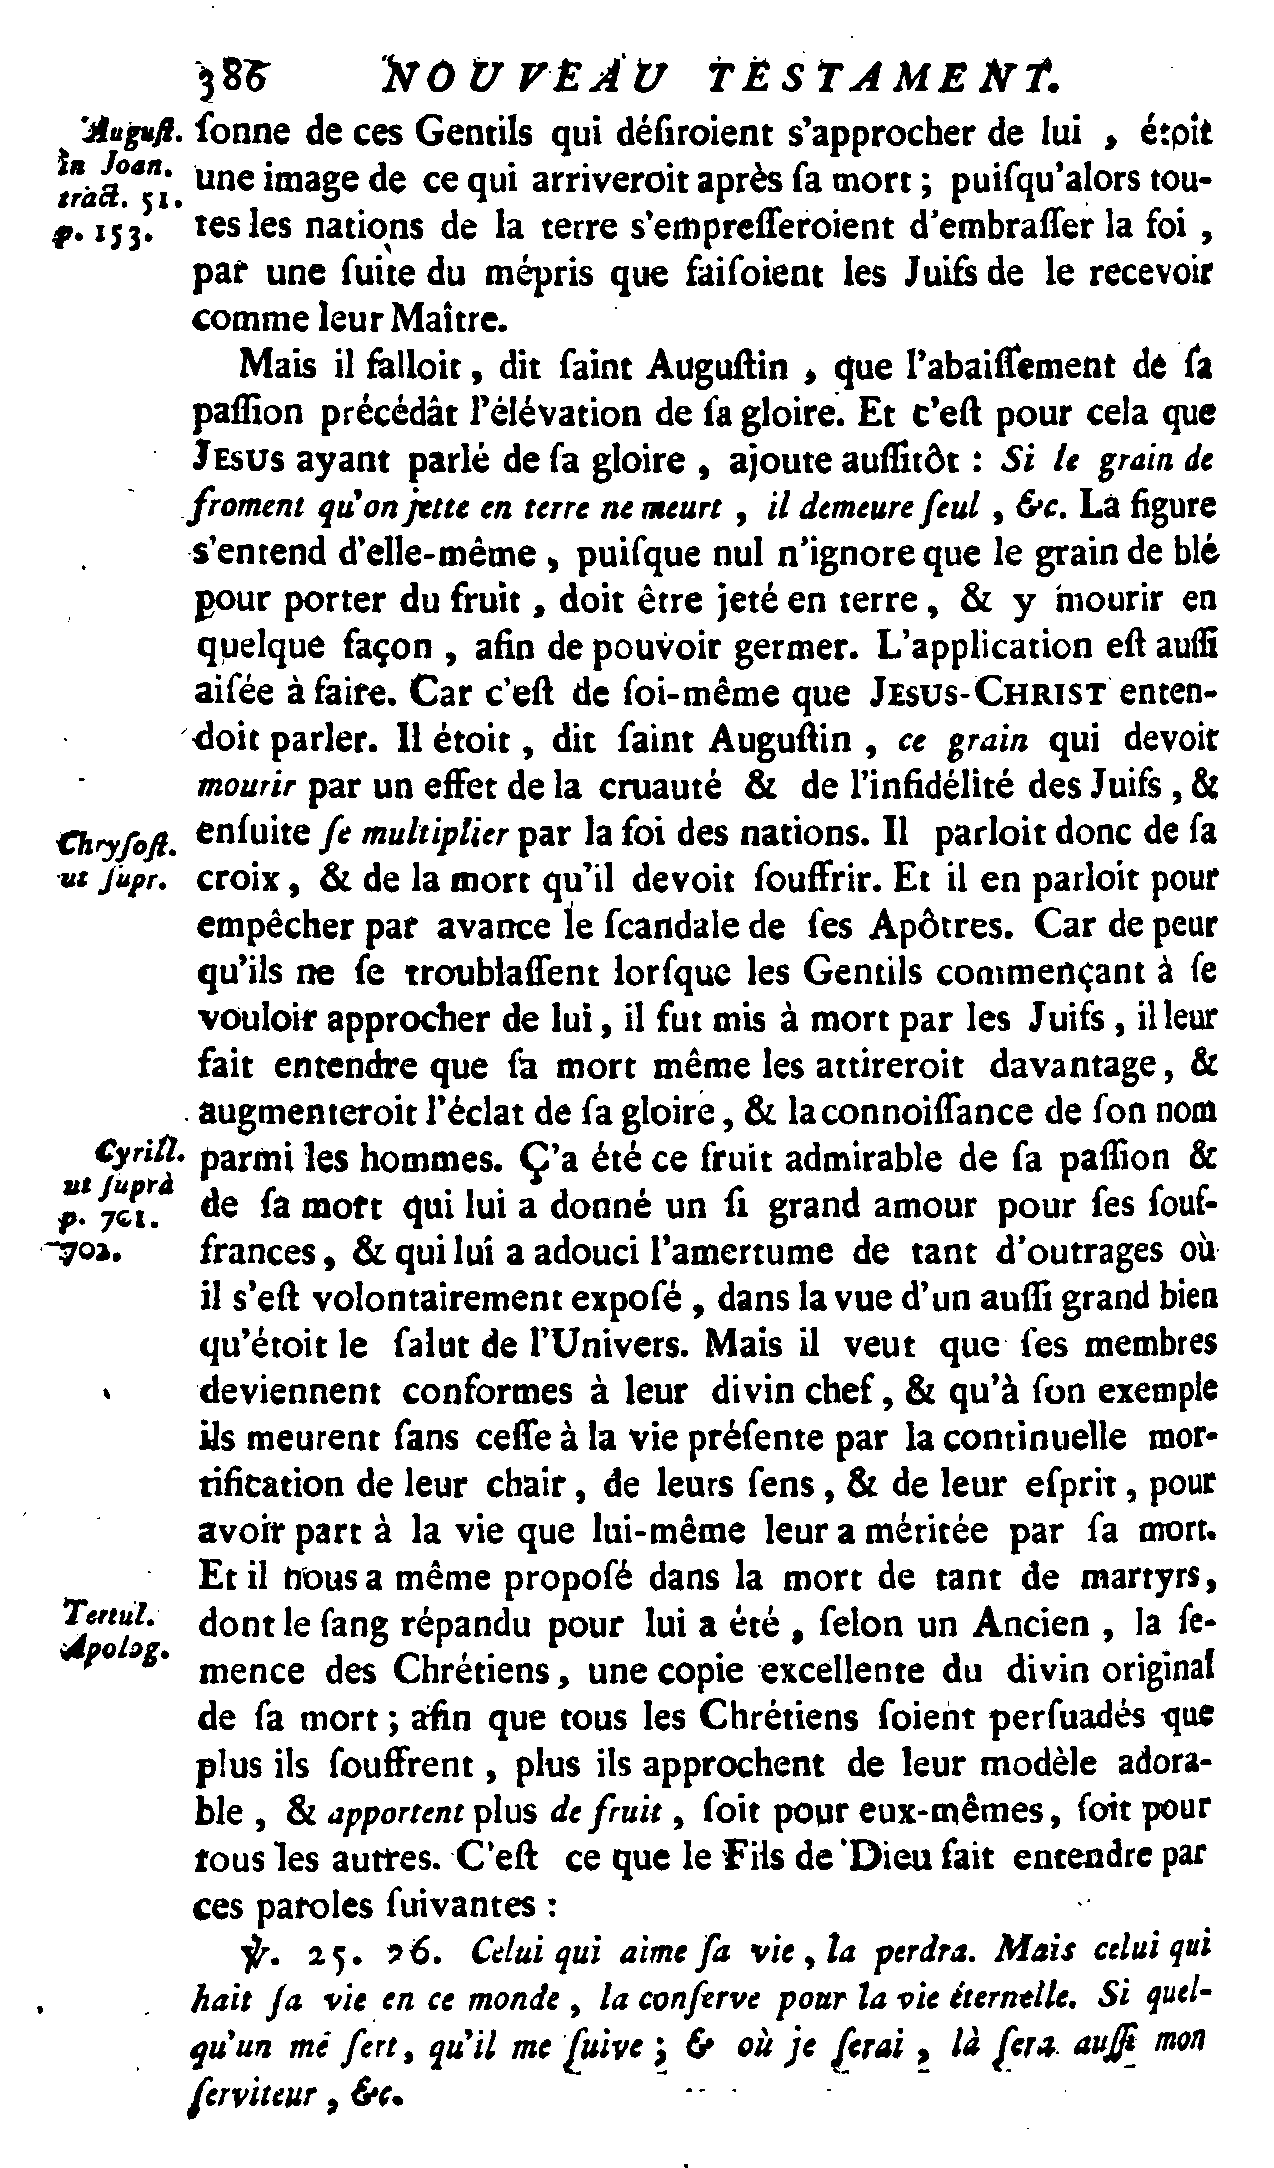 386 NOUVEAU TESTAMENT.
August. ſonne de ces Gentils qui déſiroient s'approcher de lui , étoit
in Joan.
tract. 51. une image de ce qui arriveroit après ſa mort ; puiſqu'alors tou-
p. 153. tes les nations de la terre s'empreſſeroient d'embraſſer la foi ,
par une ſuite du mépris que faiſoient les Juifs de le recevoir
comme leur Maître.
Mais il falloit , dit ſaint Auguſtin , que l'abaiſſement de ſa
paſſion précédât l'élévation de ſa gloire. Et c'eſt pour cela que
JESUS ayant parlé de ſa gloire , ajoute auſſitôt : Si le grain de
froment qu'on jette en terre ne meurt , il demeure ſeul , &c. La figure
s'entend d'elle-même , puiſque nul n'ignore que le grain de blé
pour porter du fruit , doit être jeté en terre , & y mourir en
quelque façon , afin de pouvoir germer. L'application eſt auſſi
aiſée à faire. Car c'eſt de ſoi-même que JESUS-CHRIST enten-
doit parler. Il étoit , dit ſaint Auguſtin , ce grain qui devoit
mourir par un effet de la cruauté & de l'infidélité des Juifs , &
Chryſoſt. enſuite ſe multiplier par la foi des nations. Il parloit donc de ſa
ut ſupr. croix , & de la mort qu'il devoit ſouffrir. Et il en parloit pour
empêcher par avance le ſcandale de ſes Apôtres. Car de peur
qu'ils ne ſe troublaſſent lorſque les Gentils commençant à ſe
vouloir approcher de lui , il fut mis à mort par les Juifs , il leur
fait entendre que ſa mort même les attireroit davantage , &
augmenteroit l'éclat de ſa gloire , & la connoiſſance de ſon nom
Cyrill. parmi les hommes. Ç'a été ce fruit admirable de ſa paſſion &
ut ſuprà
p. 701. de ſa mort qui lui a donné un ſi grand amour pour ſes ſouf-
702. frances , & qui lui a adouci l'amertume de tant d'outrages où
il s'eſt volontairement expoſé , dans la vue d'un auſſi grand bien
qu'étoit le ſalut de l'Univers. Mais il veut que ſes membres
deviennent conformes à leur divin chef , & qu'à ſon exemple
ils meurent ſans ceſſe à la vie préſente par la continuelle mor-
tification de leur chair , de leurs ſens , & de leur eſprit , pour
avoir part à la vie que lui-même leur a méritée par ſa mort.
Et il nous a même propoſé dans la mort de tant de martyrs ,
Tertul. dont le ſang répandu pour lui a été , ſelon un Ancien , la ſe-
Apolog. mence des Chrétiens , une copie excellente du divin original
de ſa mort ; afin que tous les Chrétiens ſoient perſuadés que
plus ils ſouffrent , plus ils approchent de leur modèle adora-
ble , & apportent plus de fruit , ſoit pour eux-mêmes , ſoit pour
tous les autres. C'eſt ce que le Fils de Dieu fait entendre par
ces paroles ſuivantes :
℣. 25. 26. Celui qui aime ſa vie , la perdra. Mais celui qui
hait ſa vie en ce monde , la conſerve pour la vie éternelle. Si quel-
qu'un me ſert , qu'il me ſuive ; & où je ſerai , là ſera auſſi mon
ſerviteur , &c.